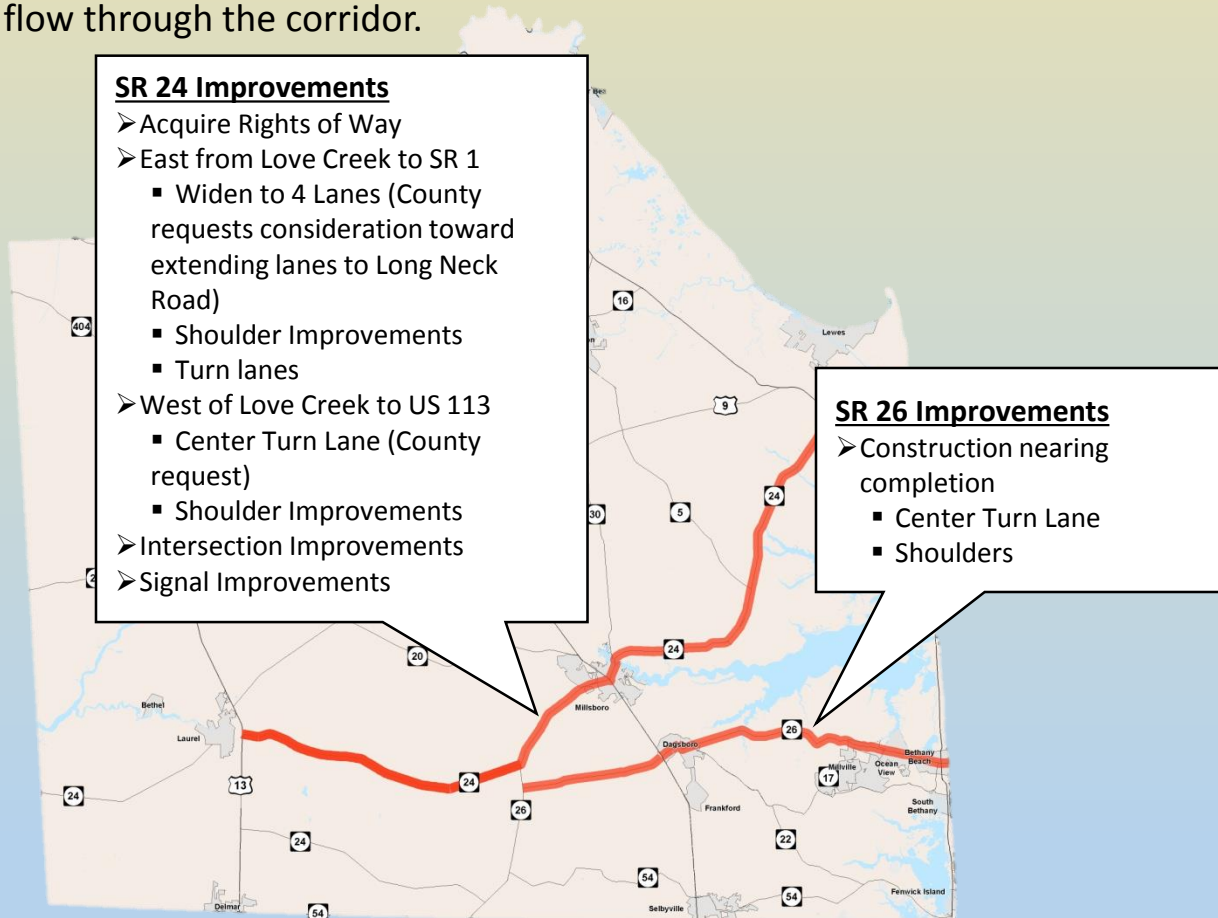 flow through the corridor.
SR 24 Improvements
➢Acquire Rights of Way
➢East from Love Creek to SR 1
▪ Widen to 4 Lanes (County
requests consideration toward
extending lanes to Long Neck
Road)
▪ Shoulder Improvements
▪ Turn lanes
➢West of Love Creek to US 113
▪ Center Turn Lane (County
request)
▪ Shoulder Improvements
➢Intersection Improvements
➢Signal Improvements
SR 26 Improvements
➢Construction nearing
completion
▪ Center Turn Lane
▪ Shoulders
16
404
Lewes
9
24
30
5
24
20
Bethel
Millsboro
Laurel
26
Dagsboro
Bethany
Beach
Ocean
View
Millville
17
13
24
24
26
Frankford
South
Bethany
24
22
54
54
Fenwick Island
Selbyville
Delmar
54